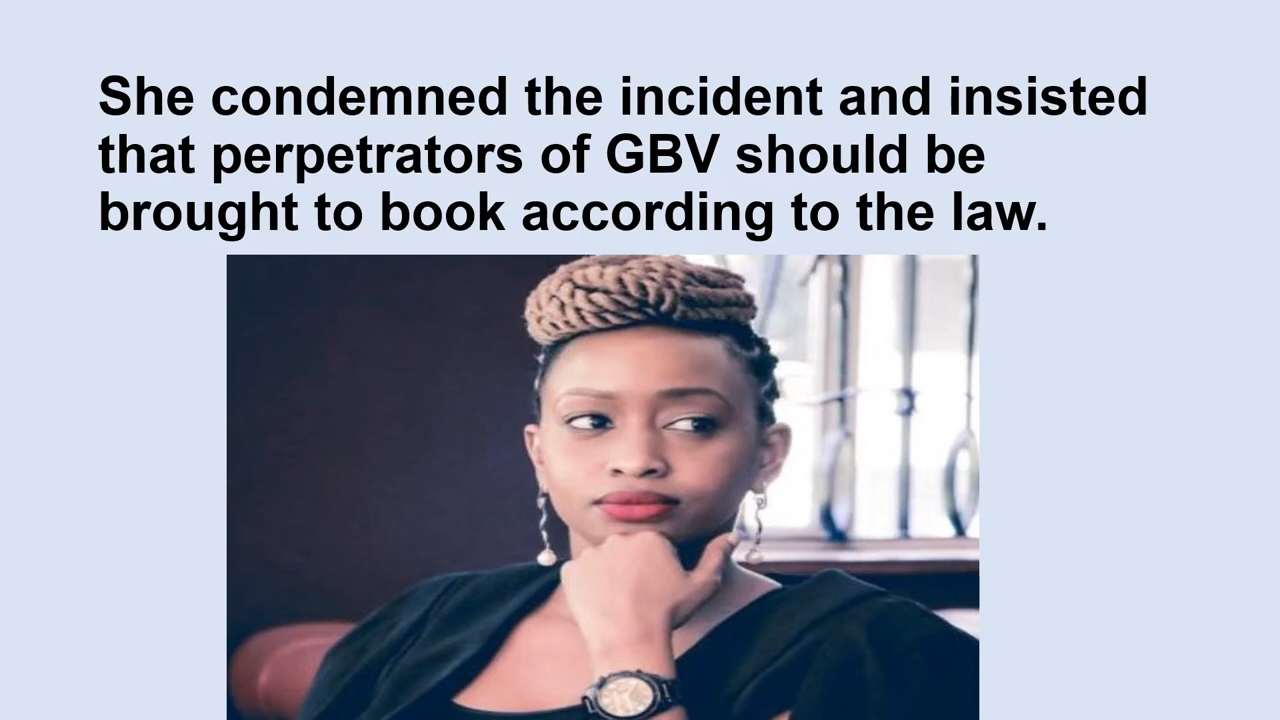 She condemned the incident and insisted
that perpetrators of GBV should be
brought to book according to the law.